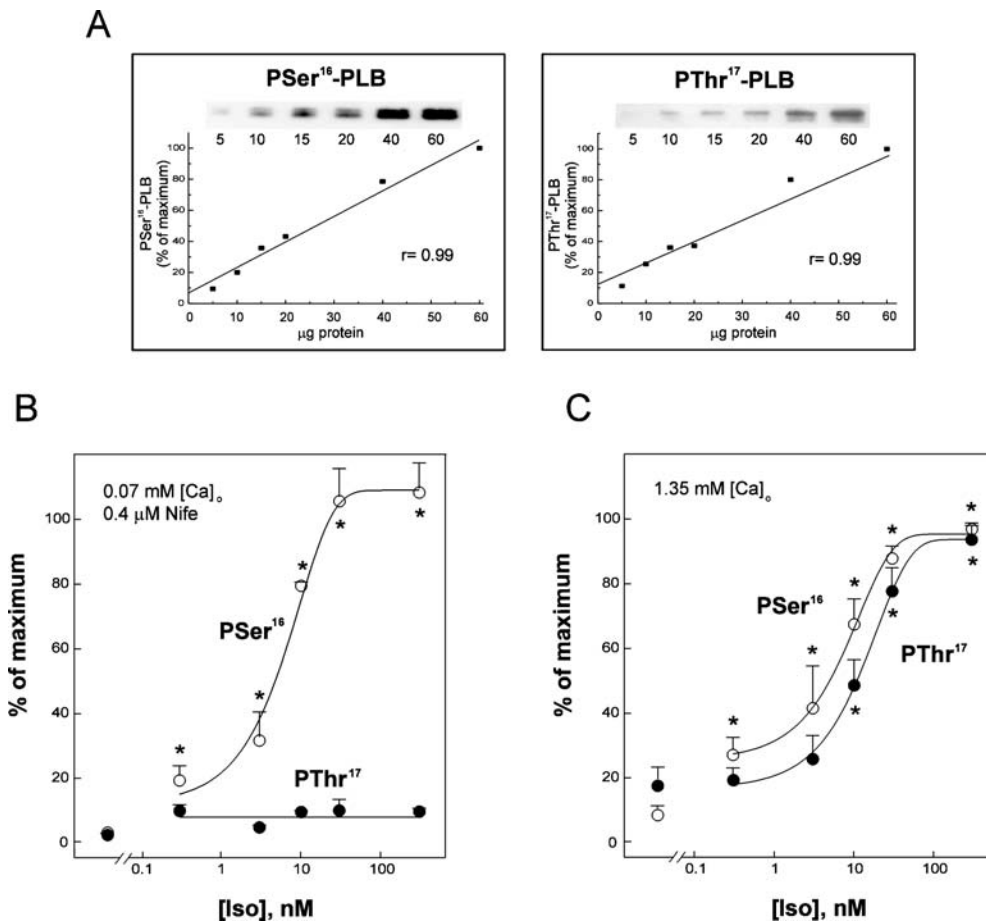 A
PSer¹⁶-PLB
5 10 15 20 40 60
PSer¹⁶-PLB
(% of maximum)
100
80
60
40
20
0
r= 0.99
0 10 20 30 40 50 60
μg protein
PThr¹⁷-PLB
5 10 15 20 40 60
PThr¹⁷-PLB
(% of maximum)
100
80
60
40
20
0
r= 0.99
0 10 20 30 40 50 60
μg protein
B
0.07 mM [Ca]ₒ
0.4 μM Nife
% of maximum
100
80
60
40
20
0
* * * * *
PSer¹⁶
PThr¹⁷
0.1 1 10 100
[Iso], nM
C
1.35 mM [Ca]ₒ
% of maximum
100
80
60
40
20
0
* * * * *
PSer¹⁶
* * *
PThr¹⁷
0.1 1 10 100
[Iso], nM